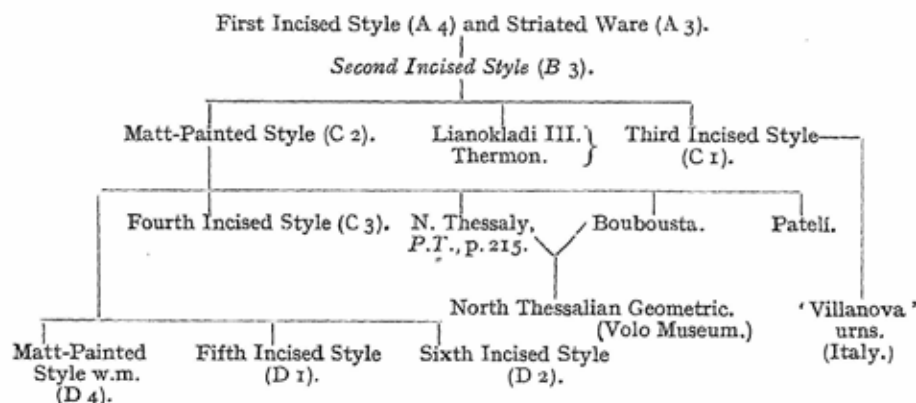 First Incised Style (A 4) and Striated Ware (A 3).
Second Incised Style (B 3).
Matt-Painted Style (C 2).
Lianokladi III.
Thermon.
Third Incised Style
(C 1).
Fourth Incised Style (C 3).
N. Thessaly,
P.T., p. 215.
Boubousta.
Pateli.
North Thessalian Geometric.
(Volo Museum.)
' Villanova '
urns.
(Italy.)
Matt-Painted
Style w.m.
(D 4).
Fifth Incised Style
(D 1).
Sixth Incised Style
(D 2).